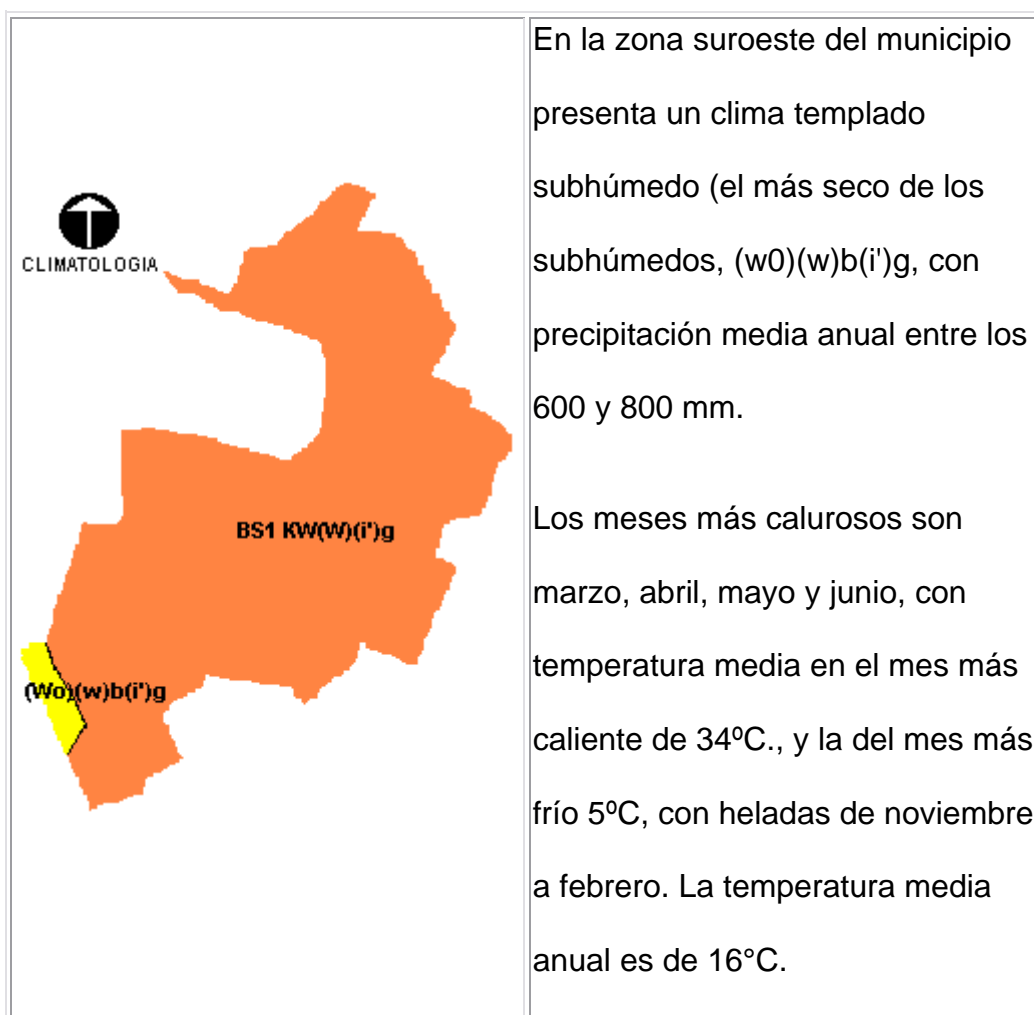 CLIMATOLOGIA
BS1 KW(W)(i')g
(Wo)(w)b(i')g
En la zona suroeste del municipio
presenta un clima templado
subhúmedo (el más seco de los
subhúmedos, (w0)(w)b(i')g, con
precipitación media anual entre los
600 y 800 mm.
Los meses más calurosos son
marzo, abril, mayo y junio, con
temperatura media en el mes más
caliente de 34ºC., y la del mes más
frío 5ºC, con heladas de noviembre
a febrero. La temperatura media
anual es de 16°C.